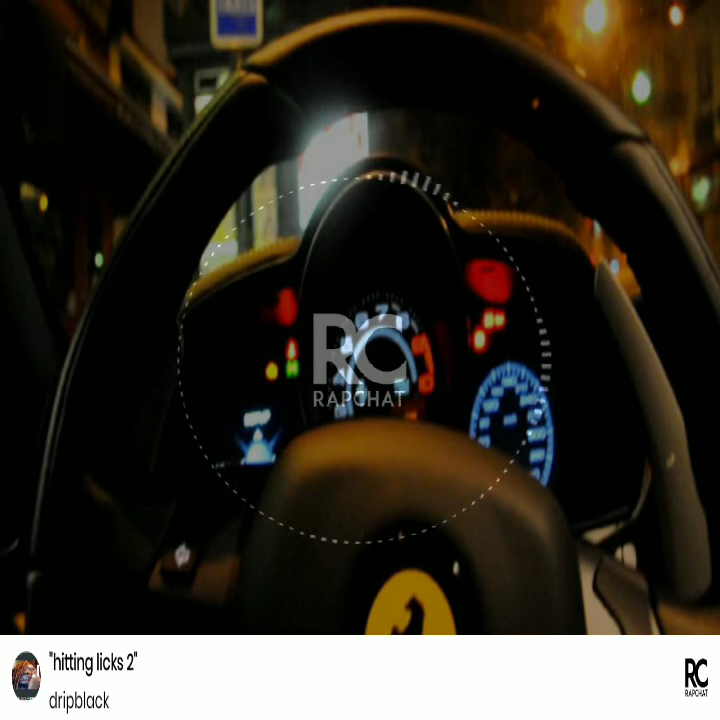 RC
RAPCHAT
"hitting licks 2"
dripblack
RC
RAPCHAT